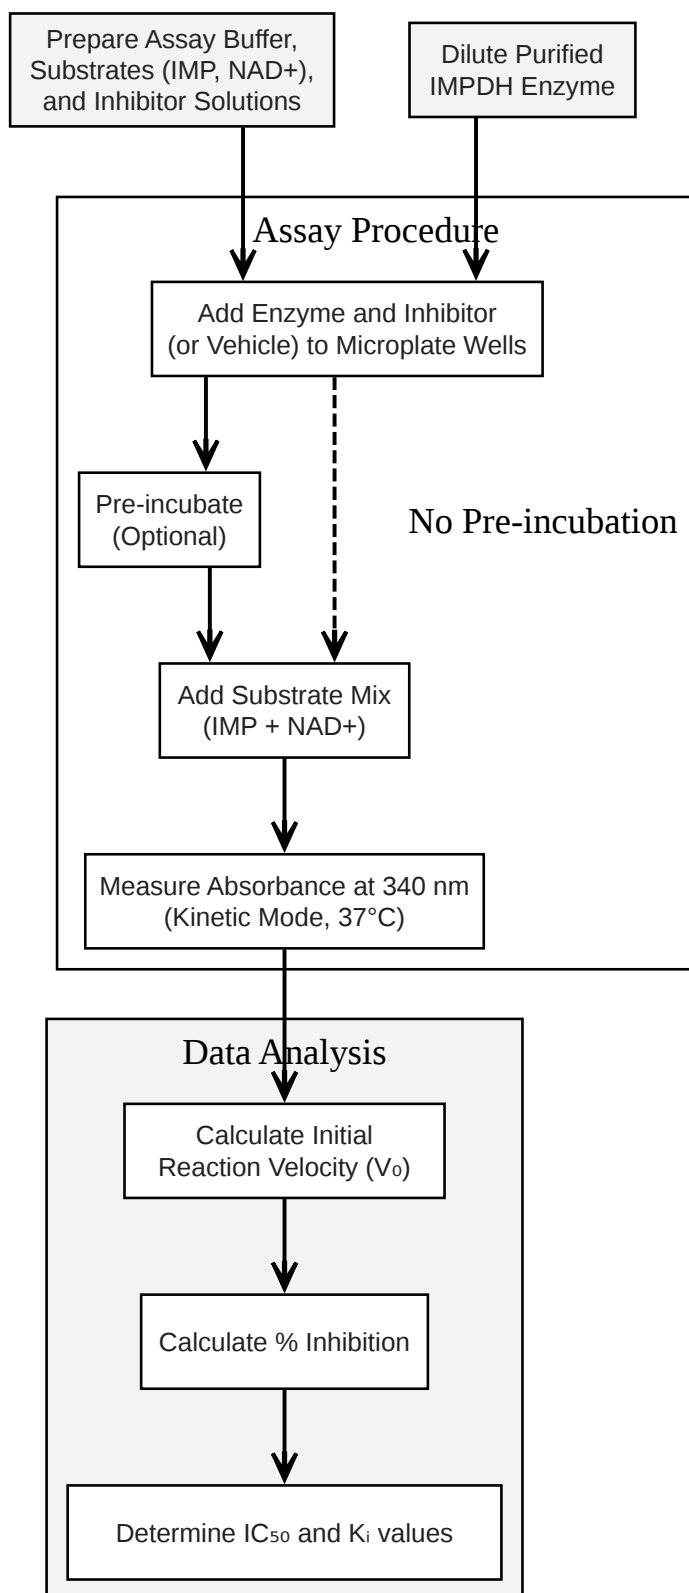 Prepare Assay Buffer,
Substrates (IMP, NAD+),
and Inhibitor Solutions
Dilute Purified
IMPDH Enzyme
Assay Procedure
Add Enzyme and Inhibitor
(or Vehicle) to Microplate Wells
Pre-incubate
(Optional)
No Pre-incubation
Add Substrate Mix
(IMP + NAD+)
Measure Absorbance at 340 nm
(Kinetic Mode, 37°C)
Data Analysis
Calculate Initial
Reaction Velocity (V₀)
Calculate % Inhibition
Determine IC₅₀ and Kᵢ values